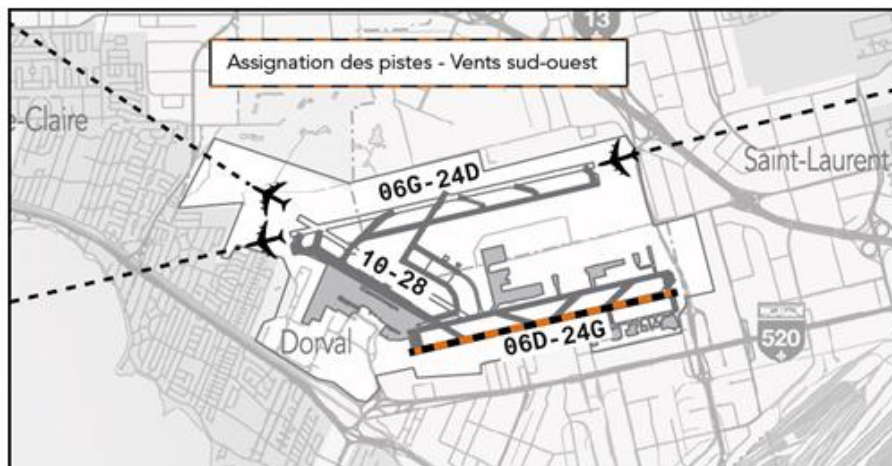 13
Assignation des pistes - Vents sud-ouest
e-Claire
06G-24D
Saint-Laurent
10-28
Dorval
06D-24G
520